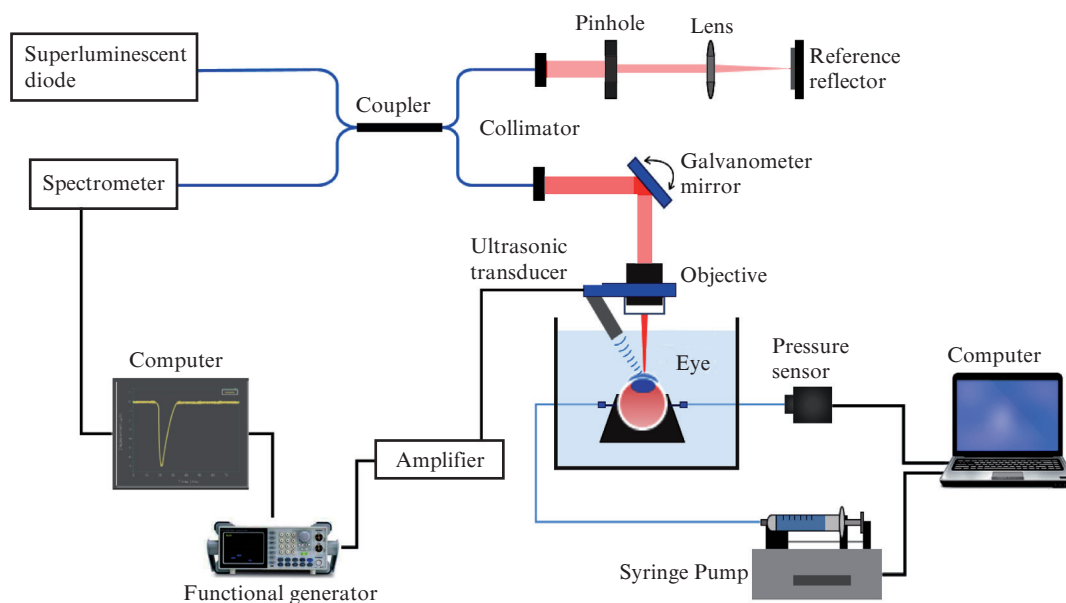 Pinhole
Lens
Superluminescent
diode
Reference
reflector
Coupler
Collimator
Galvanometer
mirror
Spectrometer
Ultrasonic
transducer
Objective
Computer
Eye
Pressure
sensor
Computer
Amplifier
Syringe Pump
Functional generator